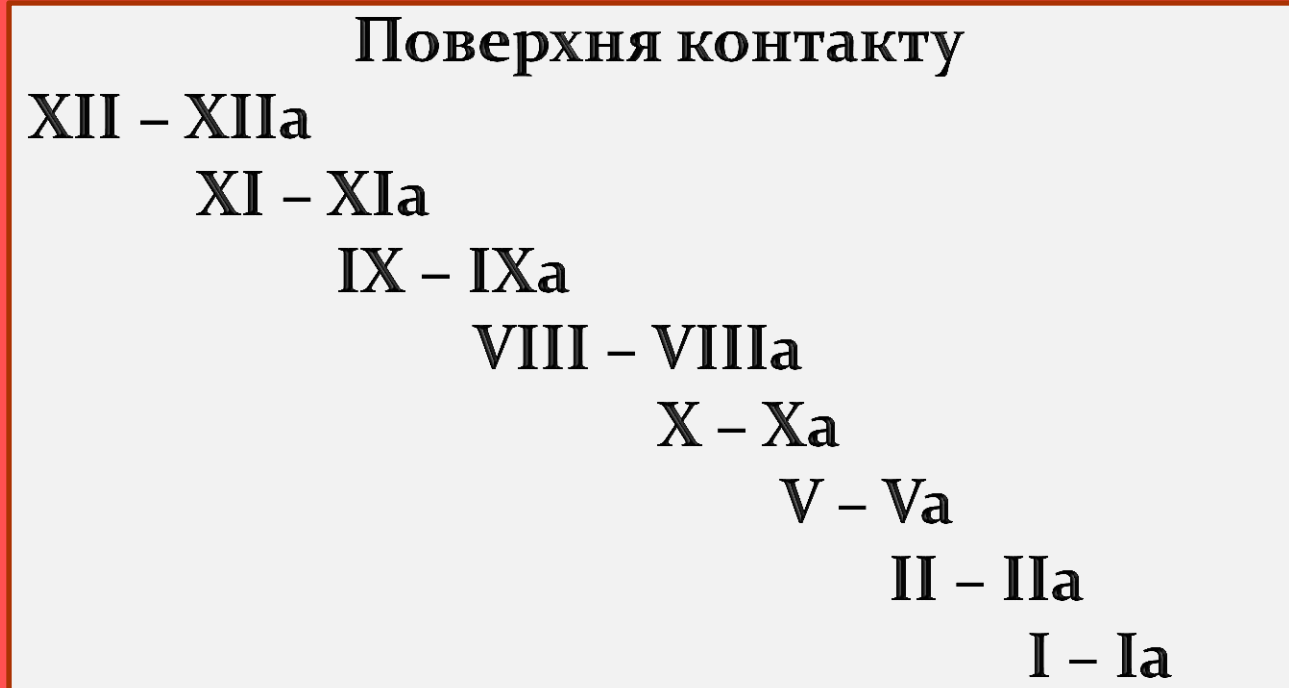 Поверхня контакту
XII – XIIa
XI – XIa
IX – IXa
VIII – VIIIa
X – Xa
V – Va
II – IIa
I – Ia